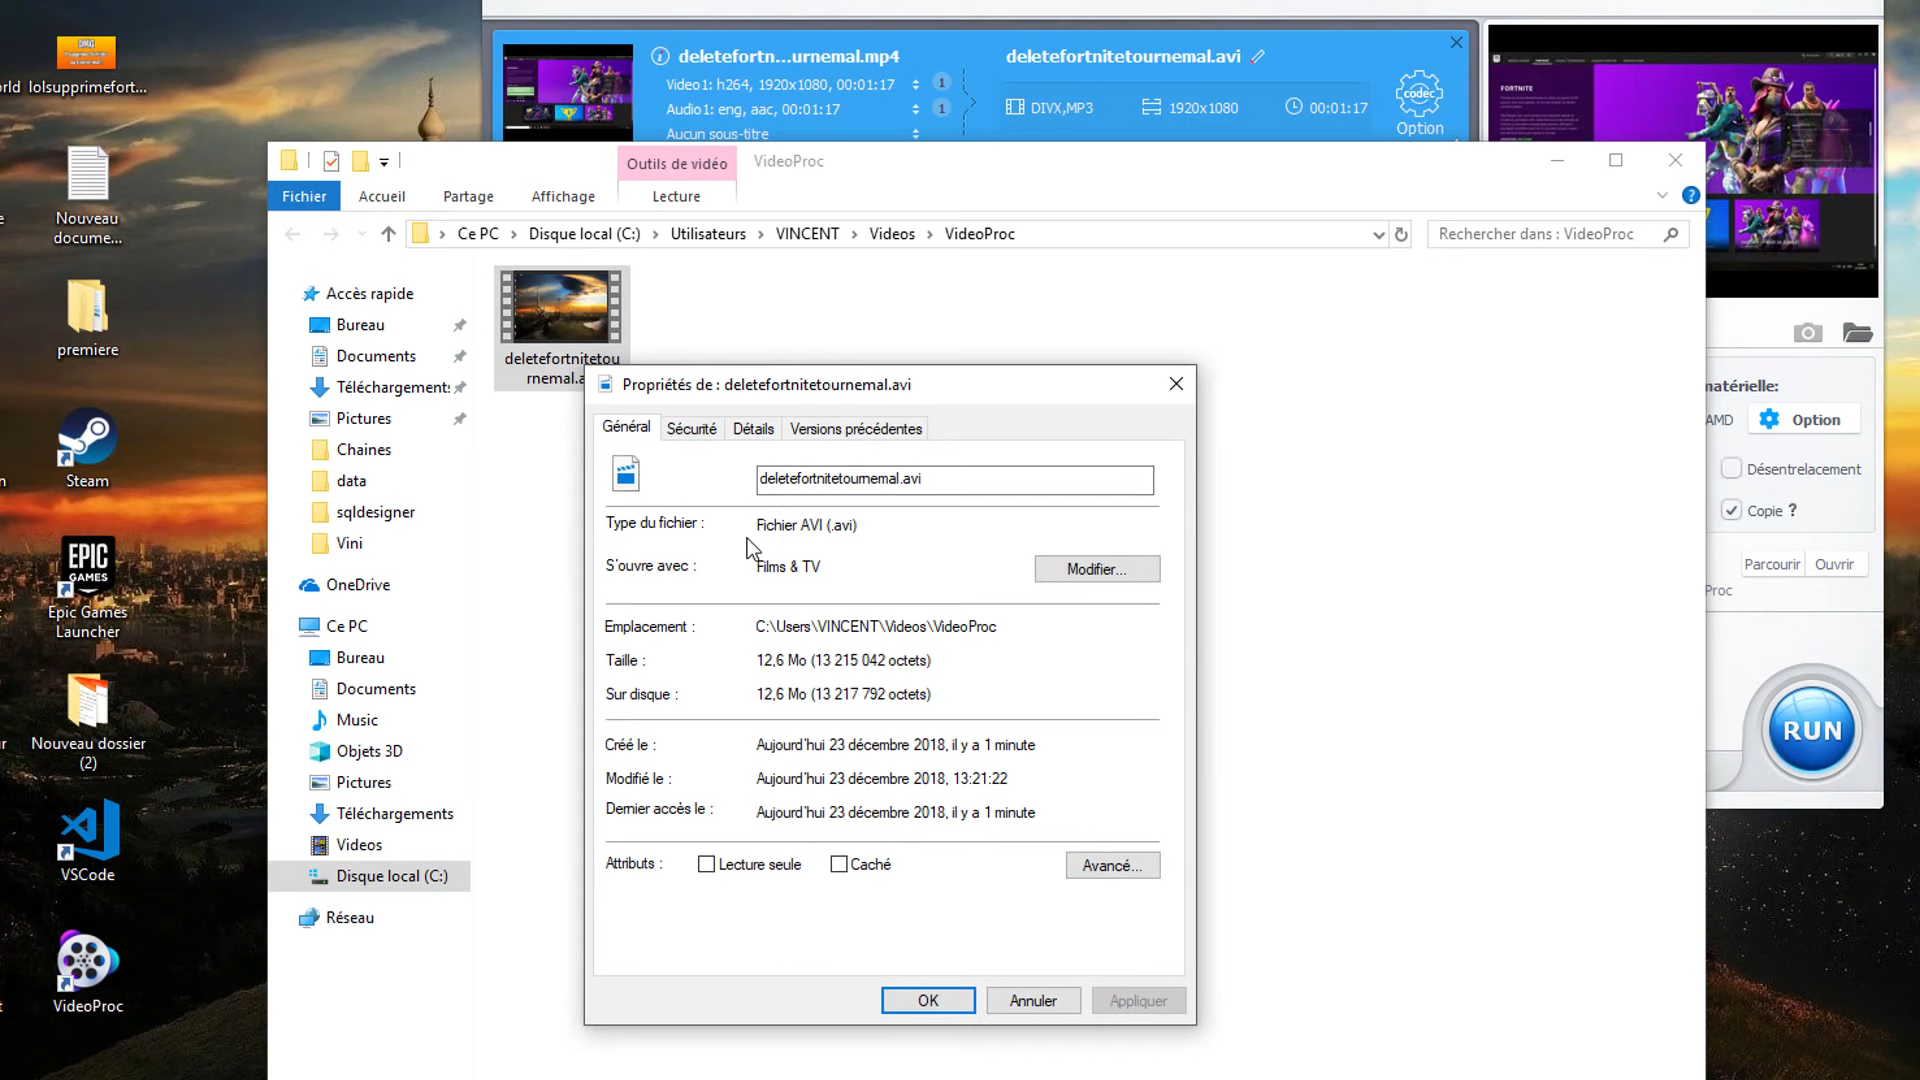 orld lolsupprimefort...
Nouveau
docume...
premiere
Steam
EPIC
GAMES
Epic Games
Launcher
Nouveau dossier
(2)
VSCode
VideoProc
deletefortn...urnemal.mp4
Video1: h264, 1920x1080, 00:01:17
1
Audio1: eng, aac, 00:01:17
1
Aucun sous-titre
deletefortnitetournemal.avi
DIVX,MP3
1920x1080
00:01:17
codec
Option
FORTNITE
Outils de vidéo
VideoProc
Fichier
Accueil
Partage
Affichage
Lecture
Ce PC
Disque local (C:)
Utilisateurs
VINCENT
Videos
VideoProc
Rechercher dans : VideoProc
Accès rapide
Bureau
Documents
Téléchargement:
Pictures
Chaines
data
sqldesigner
Vini
OneDrive
Ce PC
Bureau
Documents
Music
Objets 3D
Pictures
Téléchargements
Videos
Disque local (C:)
Réseau
deletefortnitetou
rnemal.a
Propriétés de : deletefortnitetournemal.avi
Général
Sécurité
Détails
Versions précédentes
deletefortnitetournemal.avi
Type du fichier :
Fichier AVI (.avi)
S'ouvre avec :
Films & TV
Modifier...
Emplacement :
C:\Users\VINCENT\Videos\VideoProc
Taille :
12,6 Mo (13 215 042 octets)
Sur disque :
12,6 Mo (13 217 792 octets)
Créé le :
Aujourd'hui 23 décembre 2018, il y a 1 minute
Modifié le :
Aujourd'hui 23 décembre 2018, 13:21:22
Dernier accès le :
Aujourd'hui 23 décembre 2018, il y a 1 minute
Attributs :
Lecture seule
Caché
Avancé...
OK
Annuler
Appliquer
natérielle:
AMD
Option
Désentrelacement
Copie ?
Parcourir
Ouvrir
Proc
RUN